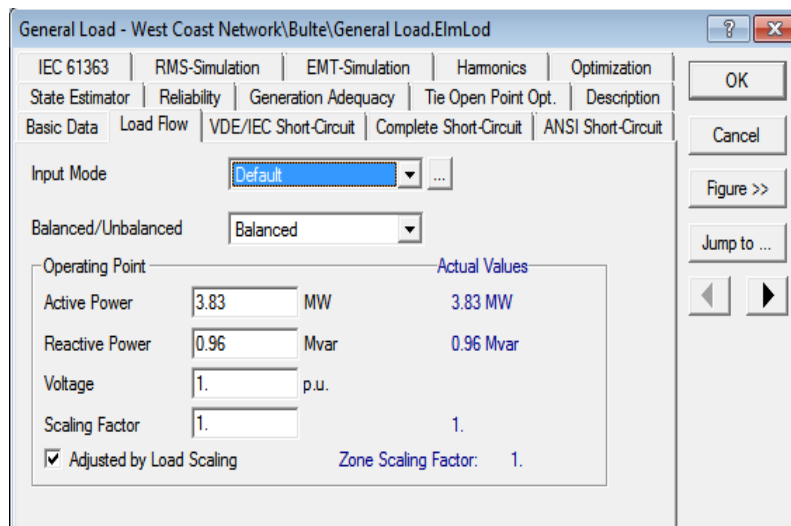 General Load - West Coast Network\Bulte\General Load.ElmLod
IEC 61363 RMS-Simulation EMT-Simulation Harmonics Optimization
State Estimator Reliability Generation Adequacy Tie Open Point Opt. Description
Basic Data Load Flow VDE/IEC Short-Circuit Complete Short-Circuit ANSI Short-Circuit
OK
Cancel
Figure >>
Jump to ...
Input Mode Default ...
Balanced/Unbalanced Balanced
Operating Point Actual Values
Active Power 3.83 MW 3.83 MW
Reactive Power 0.96 Mvar 0.96 Mvar
Voltage 1. p.u.
Scaling Factor 1. 1.
Adjusted by Load Scaling Zone Scaling Factor: 1.